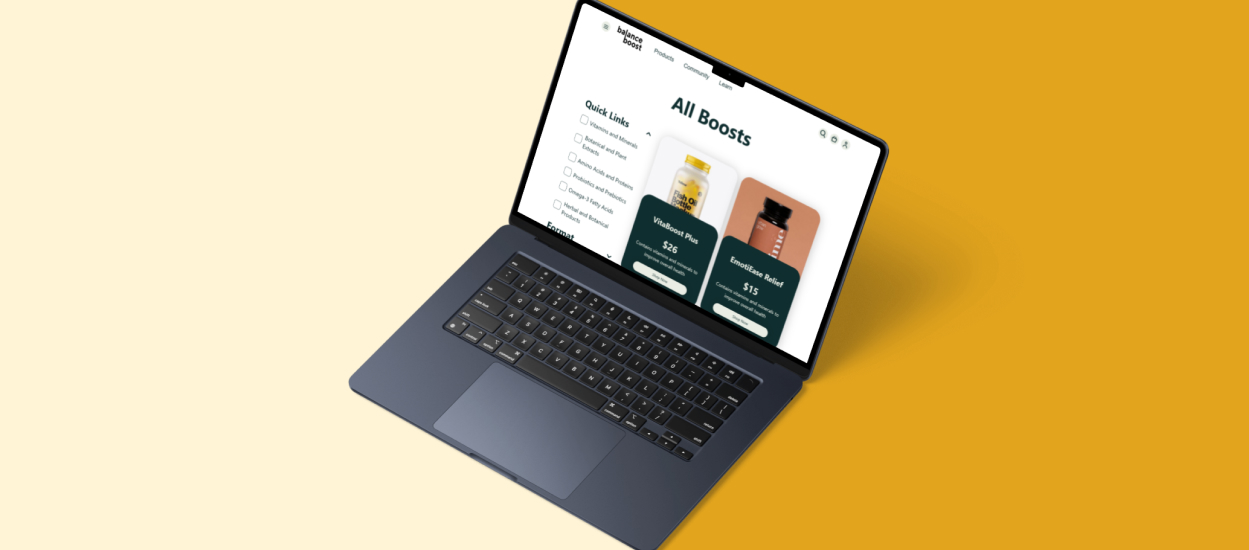 balance
boost
Products
Community
Learn
All Boosts
Quick Links
Vitamins and Minerals
Botanical and Plant
Extracts
Amino Acids and Proteins
Probiotics and Prebiotics
Omega-3 Fatty Acids
Herbal and Botanical
Products
Format
Fish Oil
Bottle
VitaBoost Plus
$26
Contains vitamins and minerals to
improve overall health
Shop Now
EmotiEase Relief
$15
Contains vitamins and minerals to
improve overall health
Shop Now